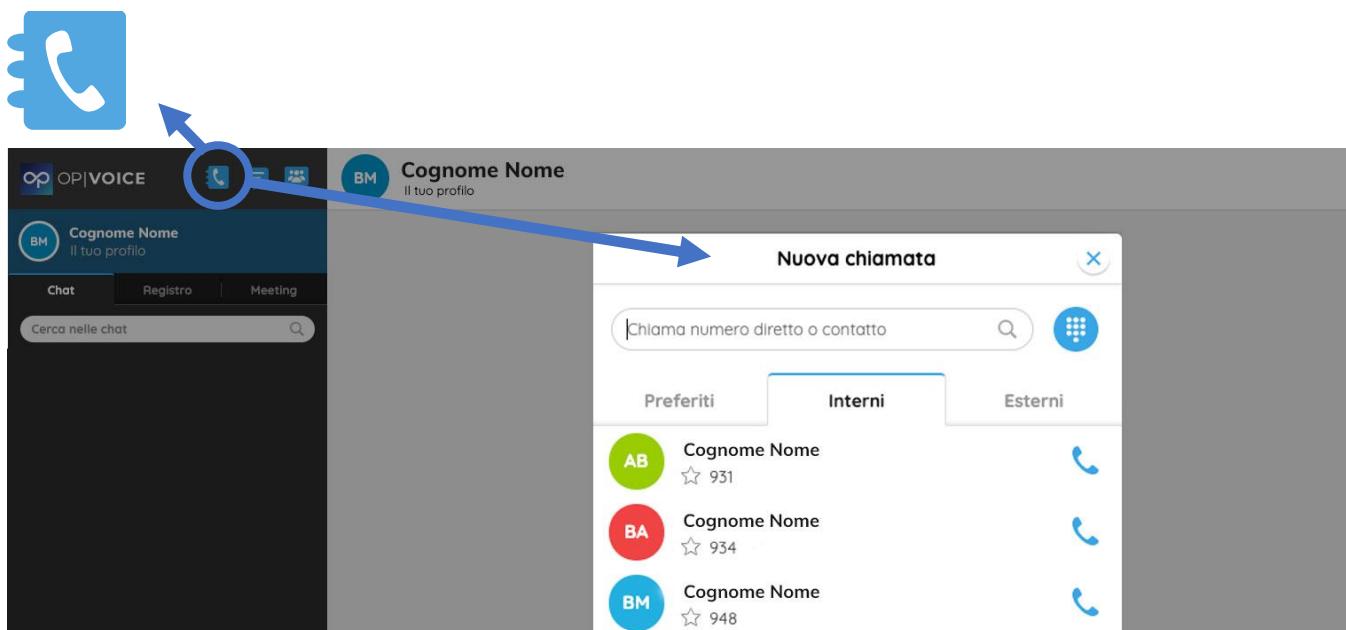 op OP|VOICE
BM Cognome Nome
Il tuo profilo
BM Cognome Nome
Il tuo profilo
Chat Registro Meeting
Cerca nelle chat
Nuova chiamata
Chiama numero diretto o contatto
Preferiti Interni Esterni
AB Cognome Nome
931
BA Cognome Nome
934
BM Cognome Nome
948